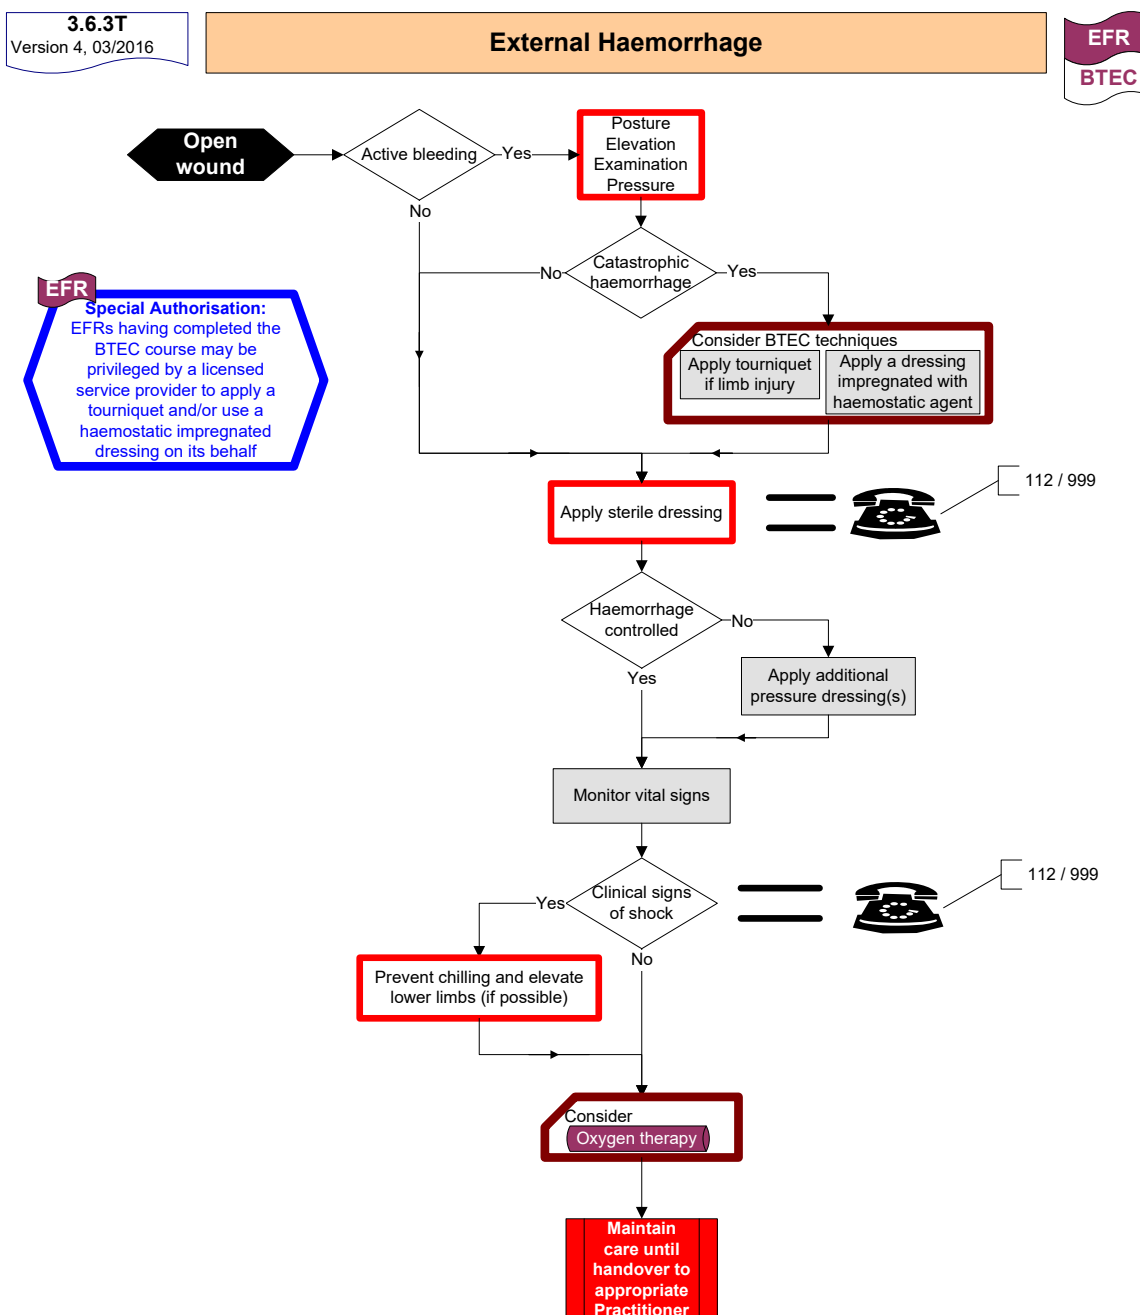 3.6.3T
Version 4, 03/2016
External Haemorrhage
EFR
BTEC
Open
wound
Active bleeding
Yes
No
Posture
Elevation
Examination
Pressure
Catastrophic
haemorrhage
No
Yes
EFR
Special Authorisation:
EFRs having completed the
BTEC course may be
privileged by a licensed
service provider to apply a
tourniquet and/or use a
haemostatic impregnated
dressing on its behalf
Consider BTEC techniques
Apply tourniquet
if limb injury
Apply a dressing
impregnated with
haemostatic agent
Apply sterile dressing
112 / 999
Haemorrhage
controlled
No
Yes
Apply additional
pressure dressing(s)
Monitor vital signs
Clinical signs
of shock
Yes
No
112 / 999
Prevent chilling and elevate
lower limbs (if possible)
Consider
Oxygen therapy
Maintain
care until
handover to
appropriate
Practitioner